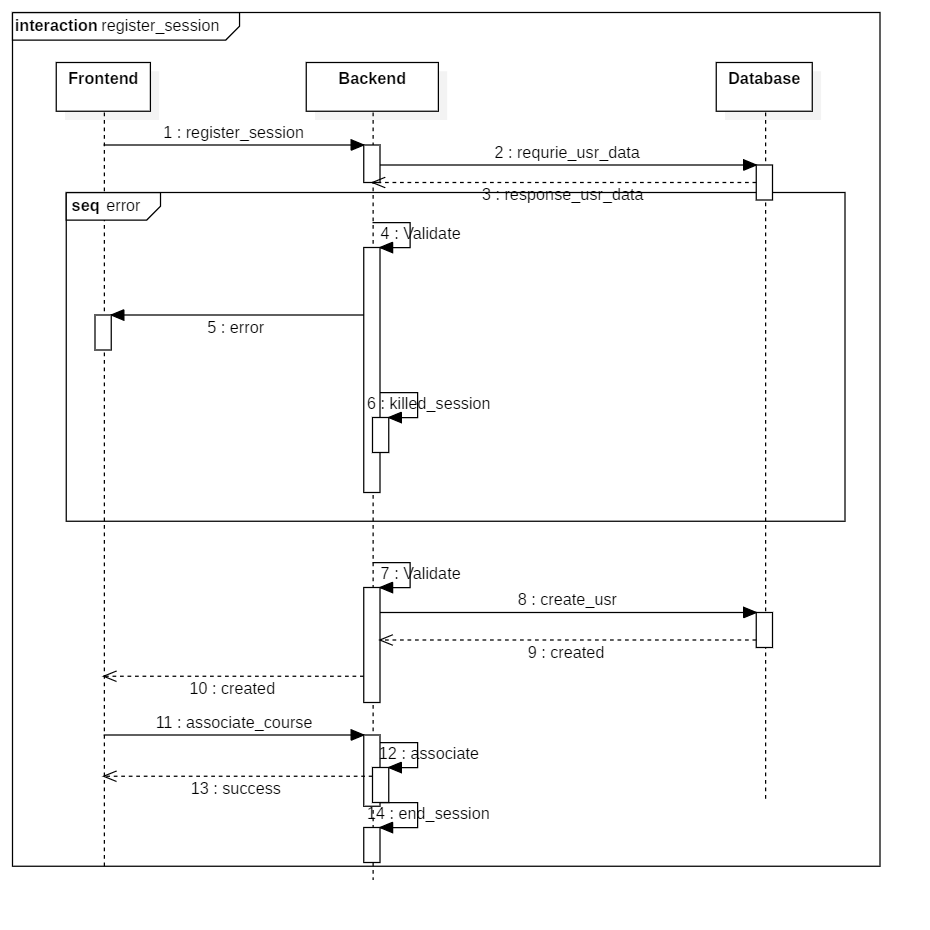 interaction register_session
Frontend
Backend
Database
1 : register_session
2 : requrie_usr_data
3 : response_usr_data
seq error
4 : Validate
5 : error
6 : killed_session
7 : Validate
8 : create_usr
9 : created
10 : created
11 : associate_course
12 : associate
13 : success
14 : end_session